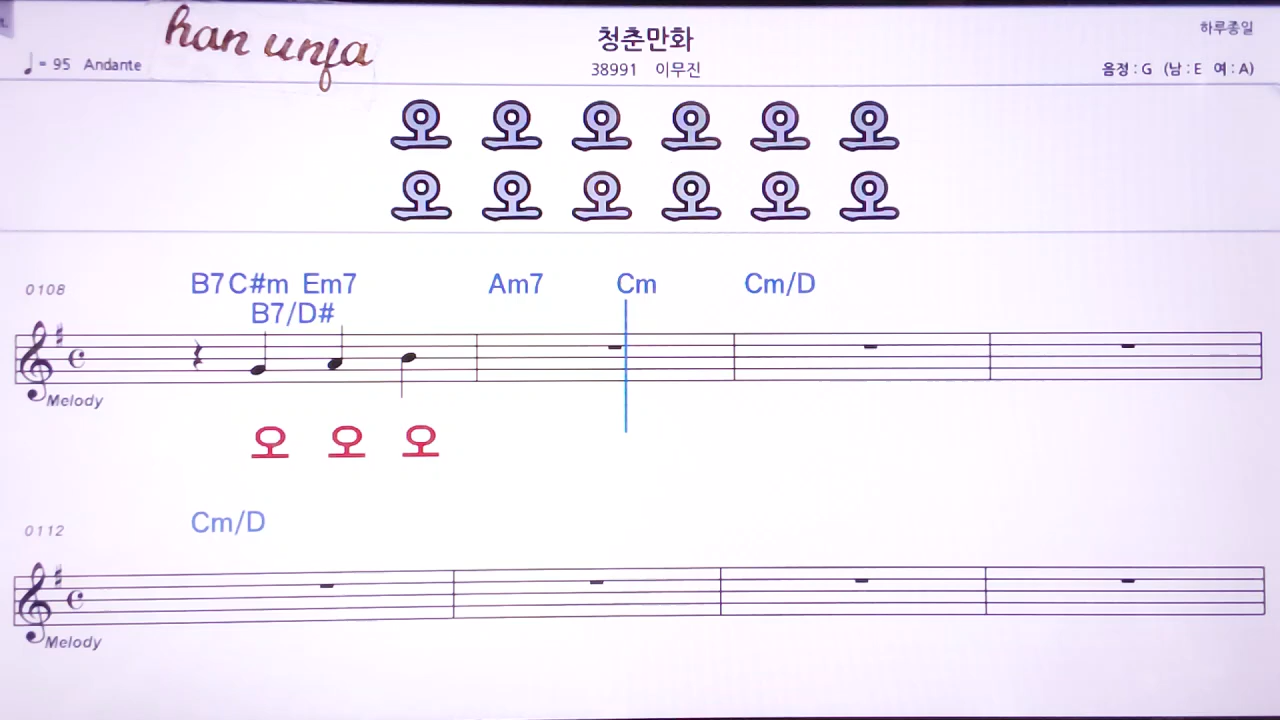 han unfa
청춘만화
하루종일
= 95 Andante
38991 이무진
음정 : G (남 : E 여 : A)
오 오 오 오 오 오
오 오 오 오 오 오
0108
B7 C#m Em7 Am7 Cm Cm/D
B7/D#
Melody
오 오 오
0112
Cm/D
Melody